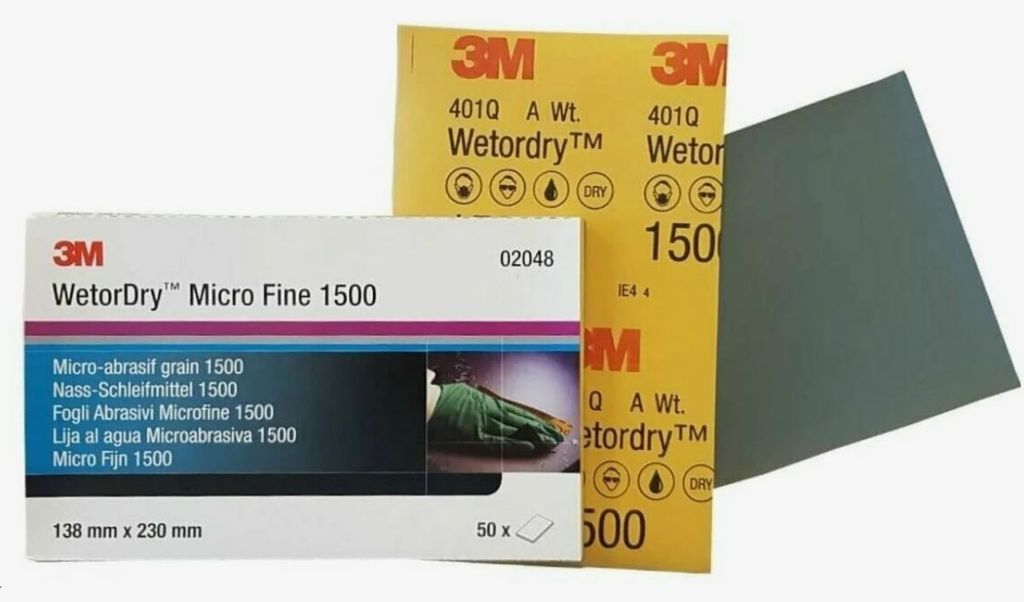 3M
02048
WetorDry™ Micro Fine 1500
Micro-abrasif grain 1500
Nass-Schleifmittel 1500
Fogli Abrasivi Microfine 1500
Lija al agua Microabrasiva 1500
Micro Fijn 1500
138 mm x 230 mm
50 x
3M 3M
401Q A Wt. 401Q
Wetordry™ Wetor
DRY
150
IE4 4
3M
Q A Wt.
etordry™
DRY
500